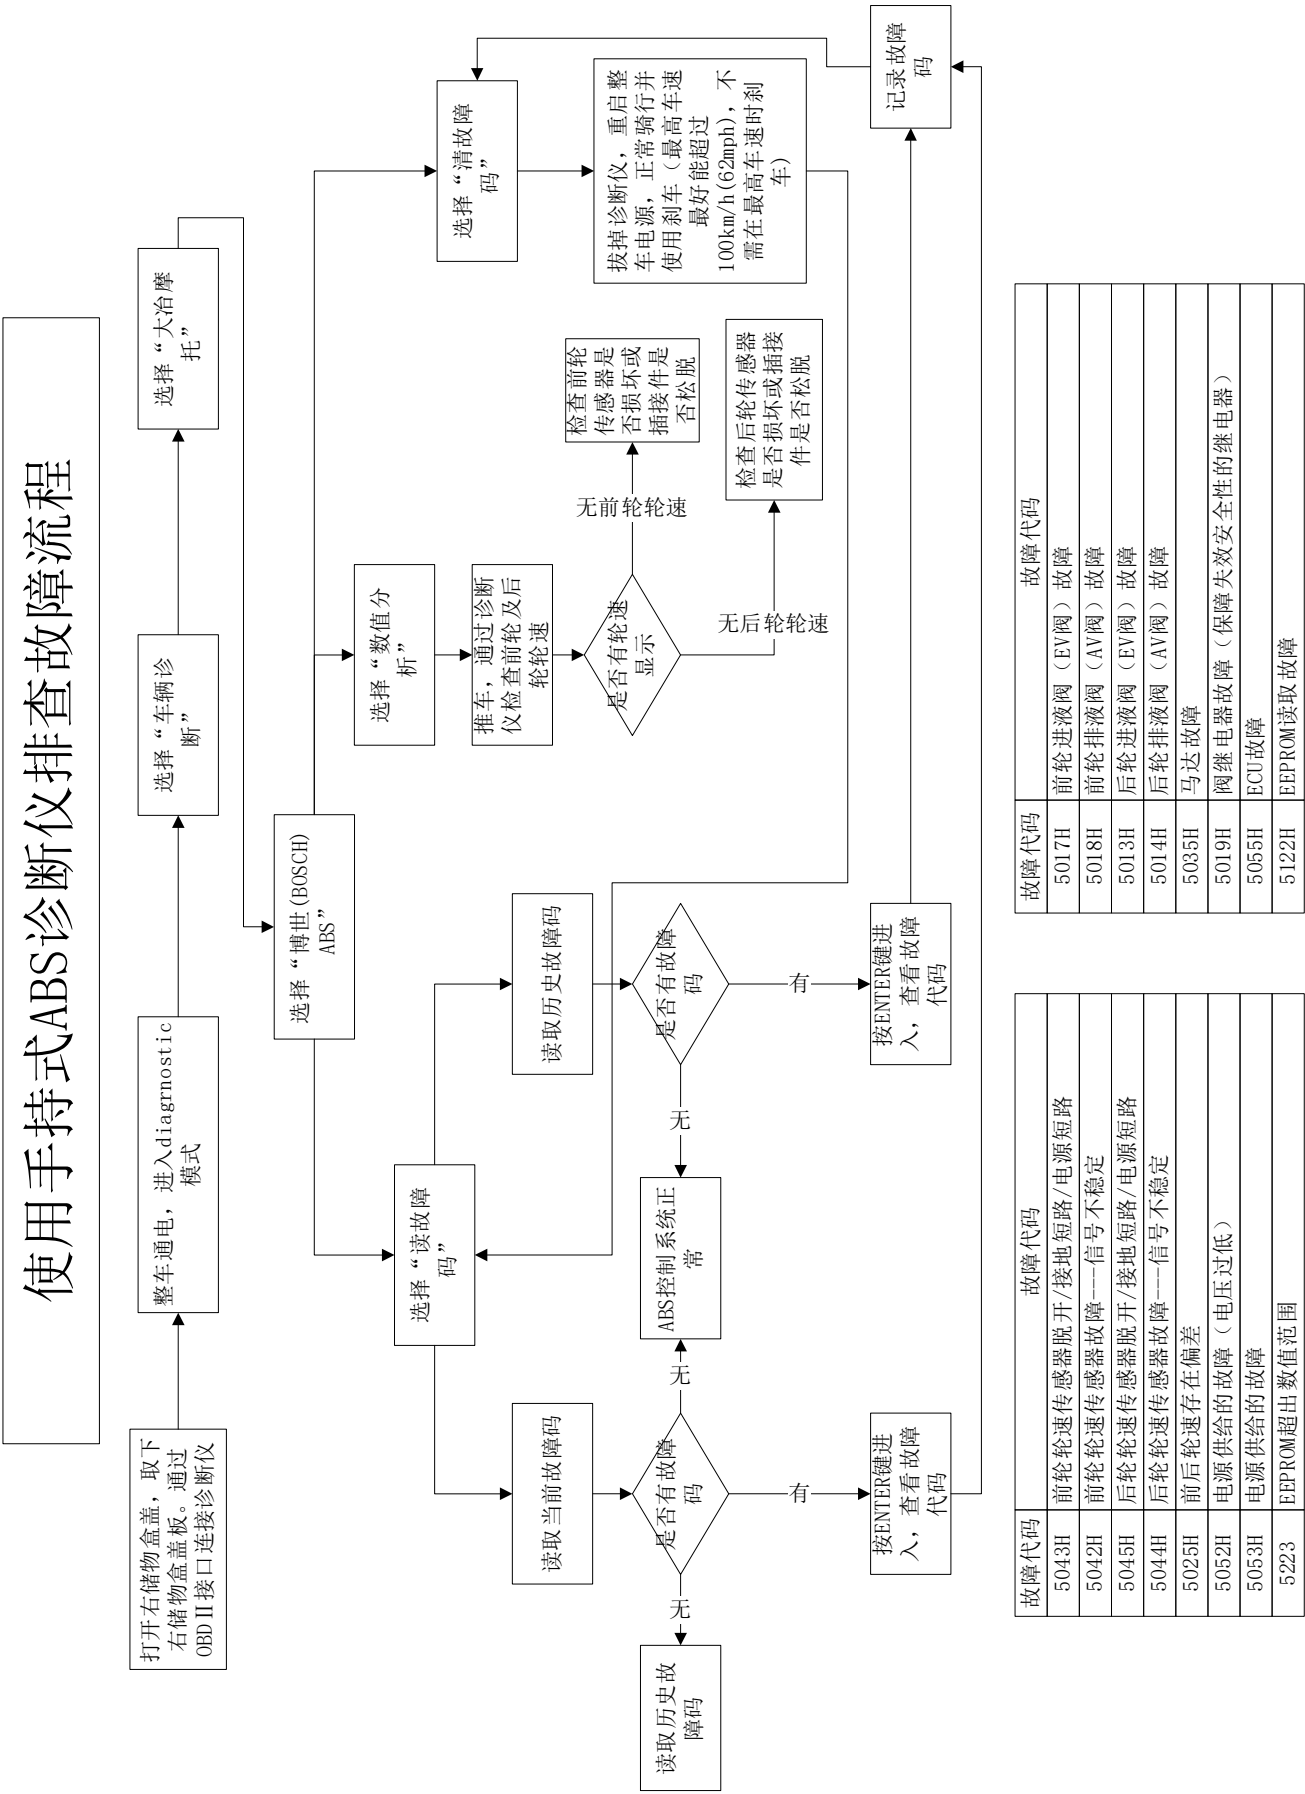 使用手持式ABS诊断仪排查故障流程
打开右储物盒盖，取下
右储物盒盖板。通过
OBDⅡ接口连接诊断仪
整车通电，进入diagrnostic
模式
选择“车辆诊
断”
选择“大冶摩
托”
选择“博世(BOSCH)
ABS”
选择“读故障
码”
选择“数值分
析”
选择“清故障
码”
读取当前故障码
读取历史故障码
推车，通过诊断
仪检查前轮及后
轮轮速
拔掉诊断仪，重启整
车电源，正常骑行并
使用刹车（最高车速
最好能超过
100km/h(62mph)，不
需在最高车速时刹
车）
是否有故障
码
是否有故障
码
是否有轮速
显示
无前轮轮速
检查前轮
传感器是
否损坏或
插接件是
否松脱
无后轮轮速
检查后轮传感器
是否损坏或插接
件是否松脱
无
读取历史故
障码
无
ABS控制系统正
常
无
有
按ENTER键进
入，查看故障
代码
有
按ENTER键进
入，查看故障
代码
记录故障
码
故障代码 故障代码
5043H 前轮轮速传感器脱开/接地短路/电源短路
5042H 前轮轮速传感器故障---信号不稳定
5045H 后轮轮速传感器脱开/接地短路/电源短路
5044H 后轮轮速传感器故障---信号不稳定
5025H 前后轮速存在偏差
5052H 电源供给的故障（电压过低）
5053H 电源供给的故障
5223 EEPROM超出数值范围
故障代码 故障代码
5017H 前轮进液阀（EV阀）故障
5018H 前轮排液阀（AV阀）故障
5013H 后轮进液阀（EV阀）故障
5014H 后轮排液阀（AV阀）故障
5035H 马达故障
5019H 阀继电器故障（保障失效安全性的继电器）
5055H ECU故障
5122H EEPROM读取故障